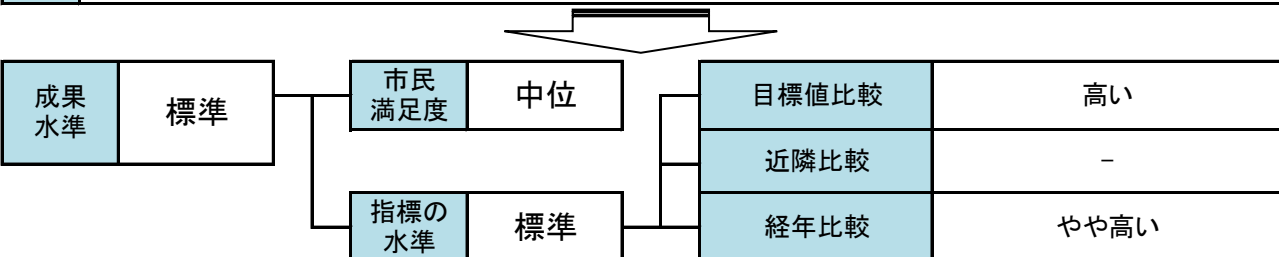 成果
水準
標準
市民
満足度
中位
指標の
水準
標準
目標値比較
高い
近隣比較
－
経年比較
やや高い